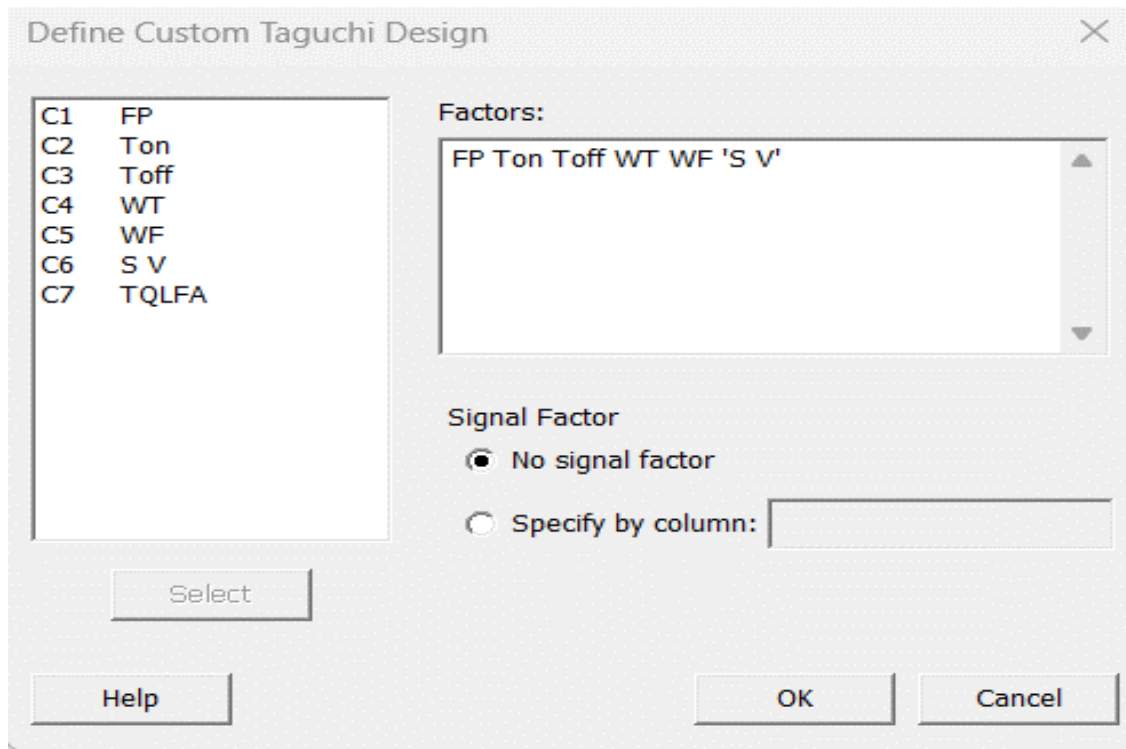 Define Custom Taguchi Design
C1 FP
C2 Ton
C3 Toff
C4 WT
C5 WF
C6 S V
C7 TQLFA
Select
Factors:
FP Ton Toff WT WF 'S V'
Signal Factor
No signal factor
Specify by column:
Help
OK
Cancel